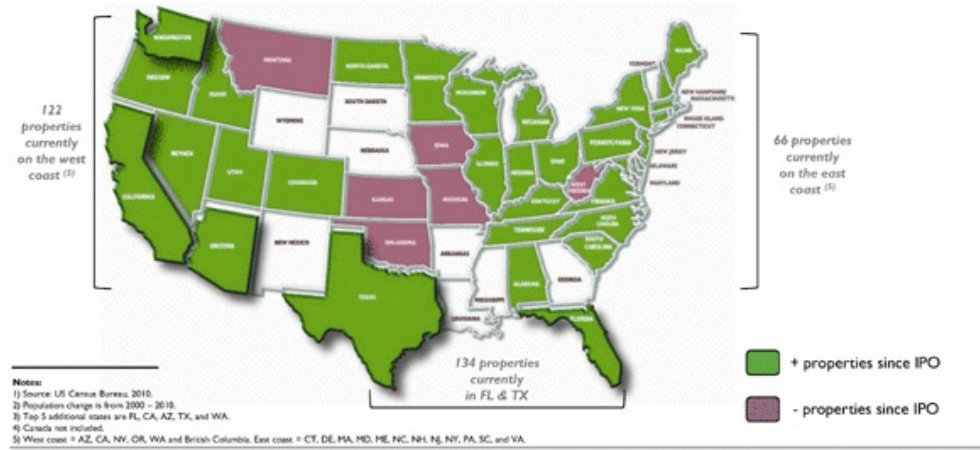 WASHINGTON
OREGON
IDAHO
MONTANA
NORTH DAKOTA
MINNESOTA
WISCONSIN
MICHIGAN
SOUTH DAKOTA
WYOMING
NEBRASKA
IOWA
NEVADA
UTAH
COLORADO
CALIFORNIA
ARIZONA
NEW MEXICO
KANSAS
MISSOURI
OKLAHOMA
ARKANSAS
TEXAS
LOUISIANA
MISSISSIPPI
ALABAMA
GEORGIA
FLORIDA
TENNESSEE
KENTUCKY
ILLINOIS
INDIANA
OHIO
WEST VIRGINIA
VIRGINIA
NORTH CAROLINA
SOUTH CAROLINA
PENNSYLVANIA
NEW YORK
VERMONT
MAINE
NEW HAMPSHIRE
MASSACHUSETTS
RHODE ISLAND
CONNECTICUT
NEW JERSEY
DELAWARE
MARYLAND
122
properties
currently
on the west
coast (5)
66 properties
currently
on the east
coast (5)
134 properties
currently
in FL & TX
+ properties since IPO
- properties since IPO
Notes:
1) Source: US Census Bureau, 2010.
2) Population change is from 2000 – 2010.
3) Top 5 additional states are FL, CA, AZ, TX, and WA.
4) Canada not included.
5) West coast = AZ, CA, NV, OR, WA and British Columbia. East coast = CT, DE, MA, MD, ME, NC, NH, NJ, NY, PA, SC, and VA.